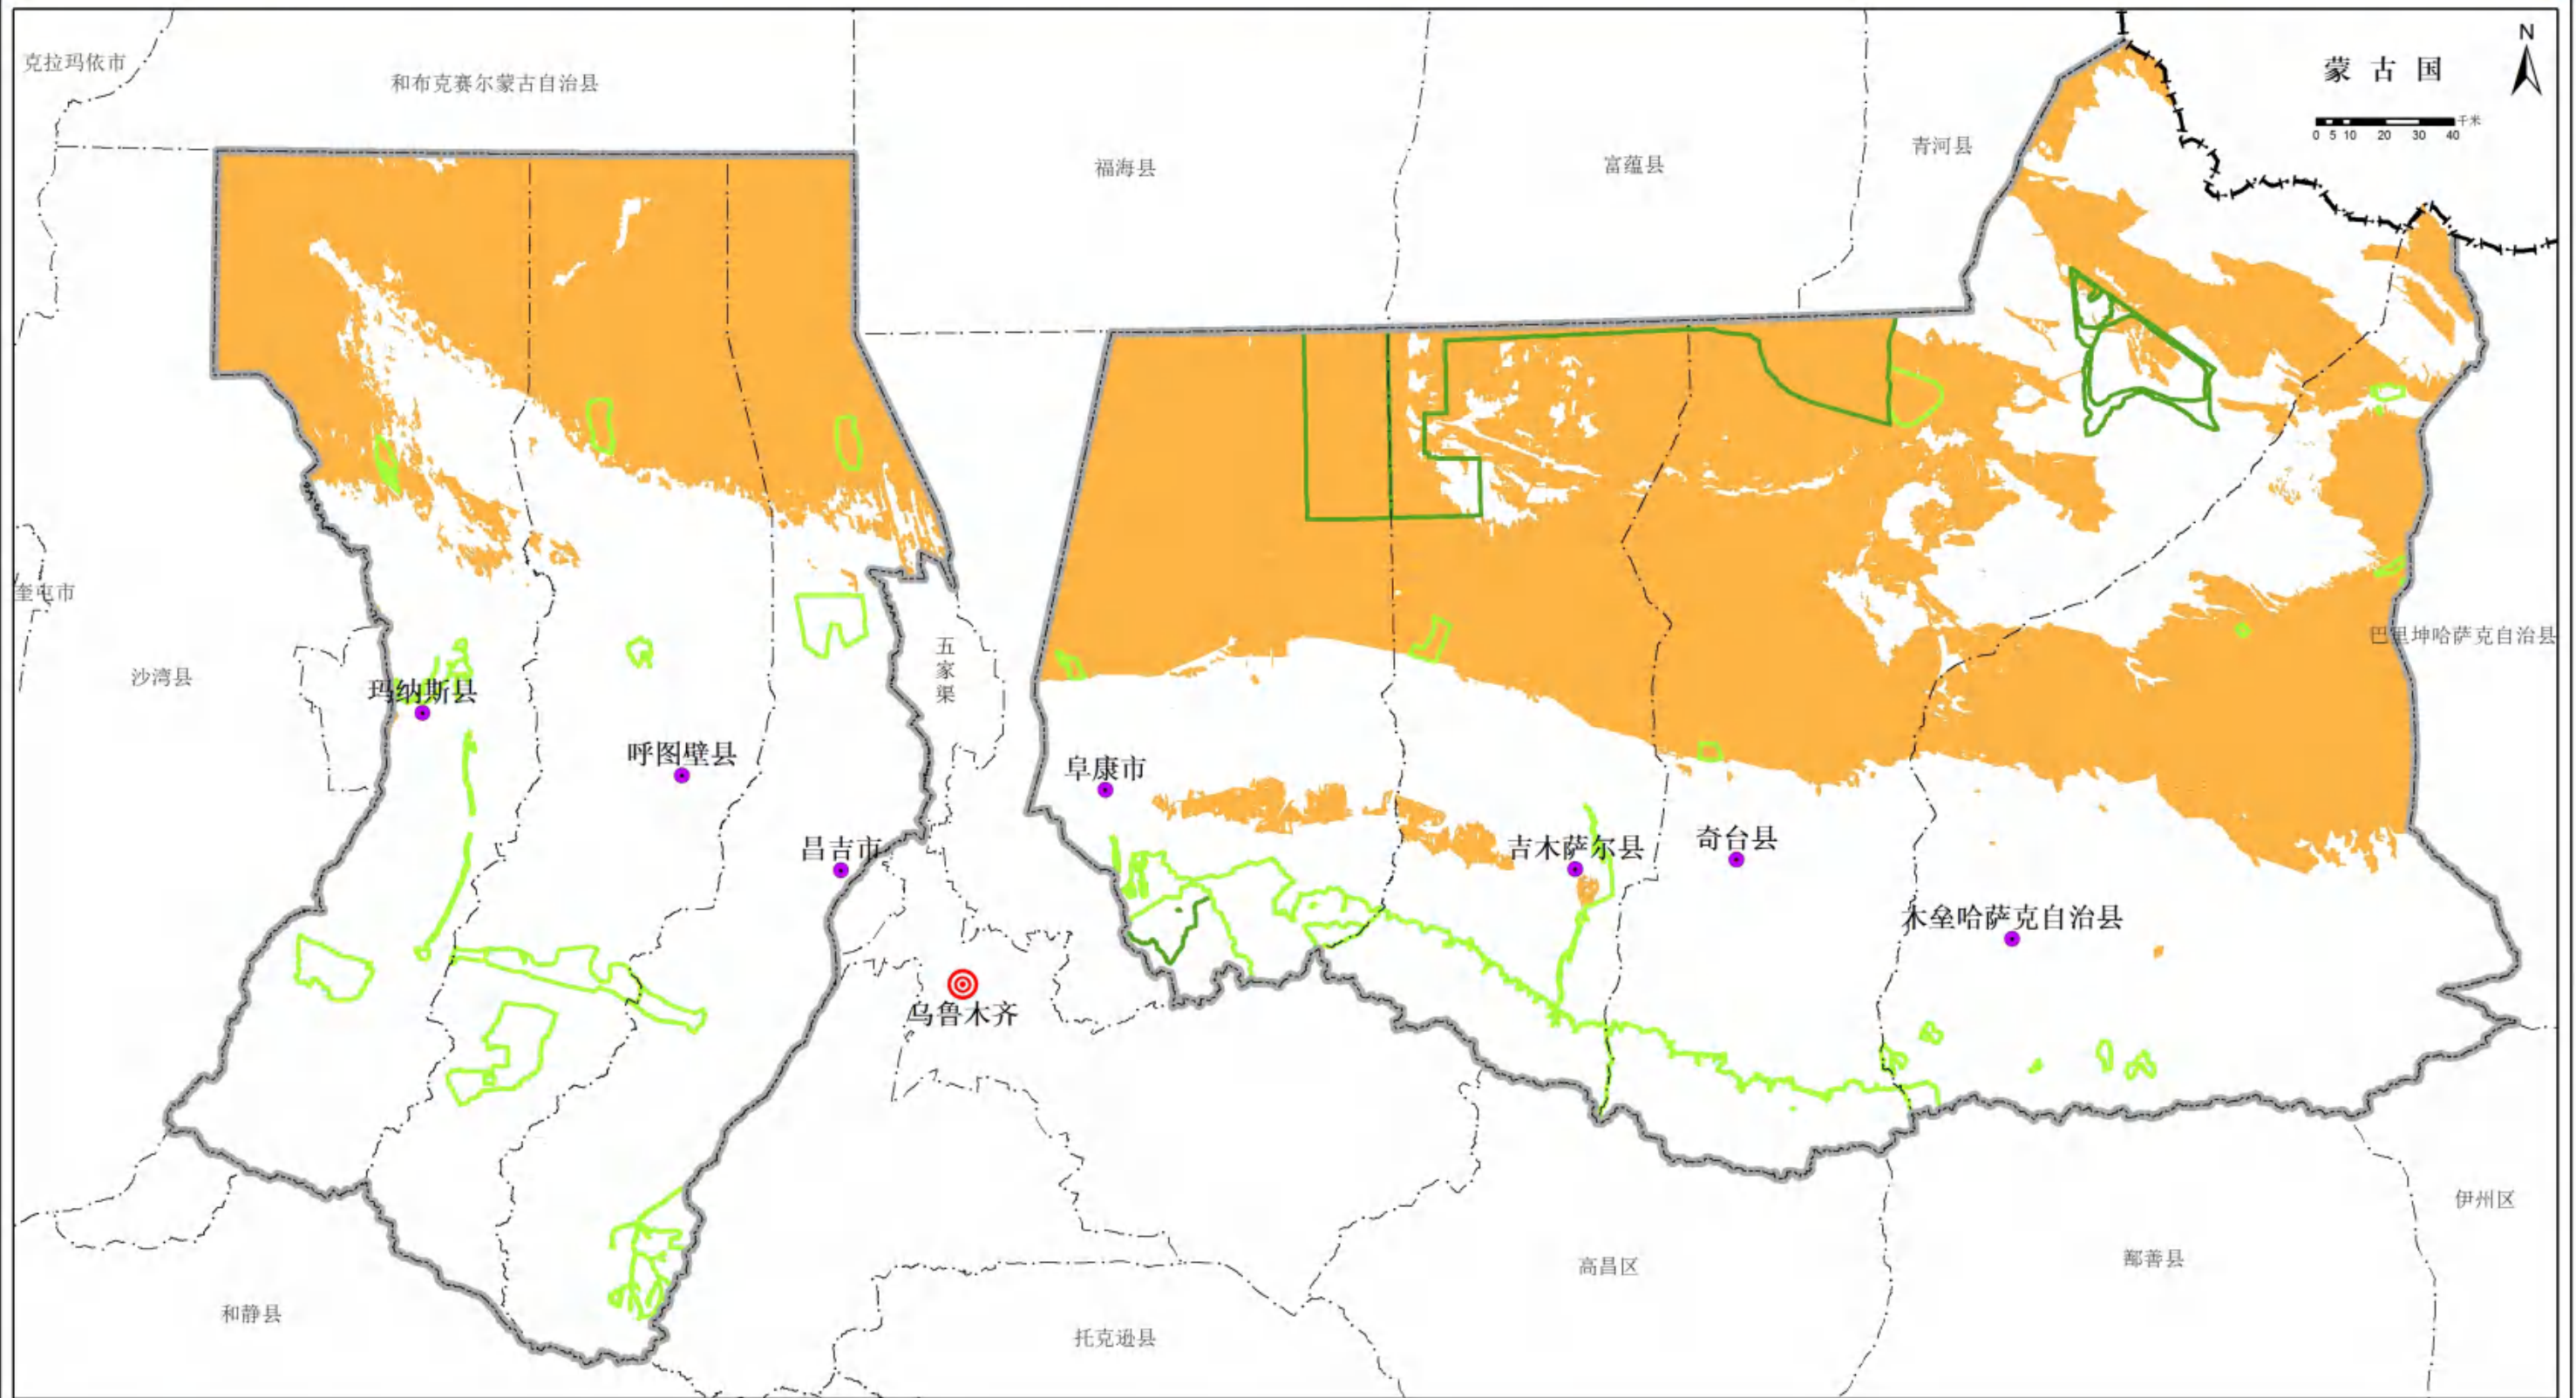 N
克拉玛依市
蒙古国
和布克赛尔蒙古自治县
千米
0 5 10 20 30 40
青河县
福海县
富蕴县
奎屯市
五家渠
巴里坤哈萨克自治县
沙湾县
玛纳斯县
呼图壁县
阜康市
昌吉市
吉木萨尔县
奇台县
木垒哈萨克自治县
乌鲁木齐
伊州区
高昌区
鄯善县
和静县
托克逊县